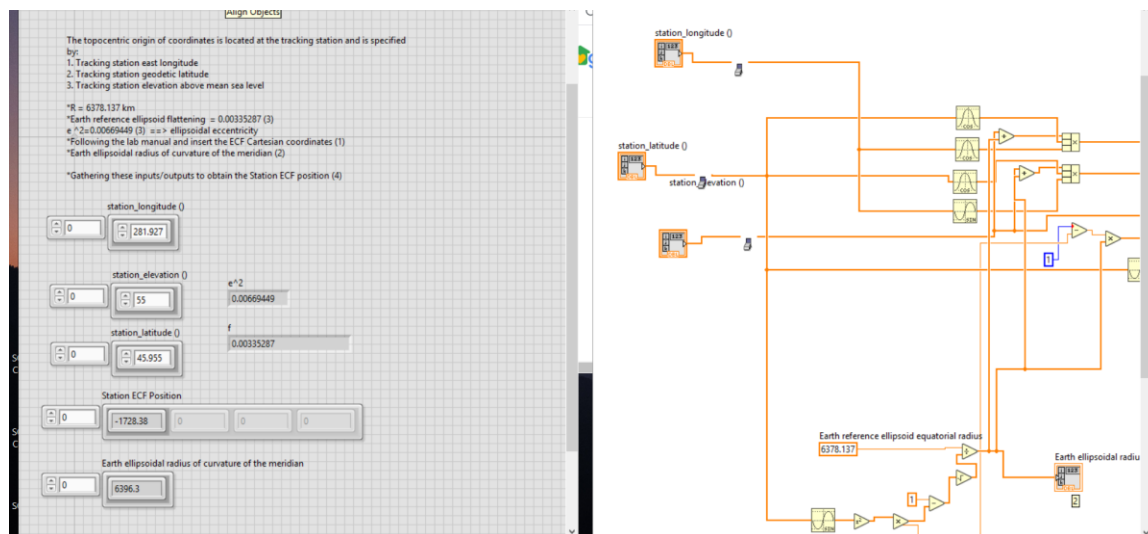 Align Objects
The topocentric origin of coordinates is located at the tracking station and is specified
by:
1. Tracking station east longitude
2. Tracking station geodetic latitude
3. Tracking station elevation above mean sea level
*R = 6378.137 km
*Earth reference ellipsoid flattening = 0.00335287 (3)
e ^2=0.00669449 (3) ==> ellipsoidal eccentricity
*Following the lab manual and insert the ECF Cartesian coordinates (1)
*Earth ellipsoidal radius of curvature of the meridian (2)
*Gathering these inputs/outputs to obtain the Station ECF position (4)
station_longitude ()
0
281.927
station_elevation ()
0
55
e^2
0.00669449
station_latitude ()
0
45.955
f
0.00335287
Station ECF Position
0
-1728.38
0
0
0
Earth ellipsoidal radius of curvature of the meridian
0
6396.3
station_longitude ()
station_latitude ()
COS
COS
COS
SIN
1
Earth reference ellipsoid equatorial radius
6378.137
Earth ellipsoidal radiu
1
2